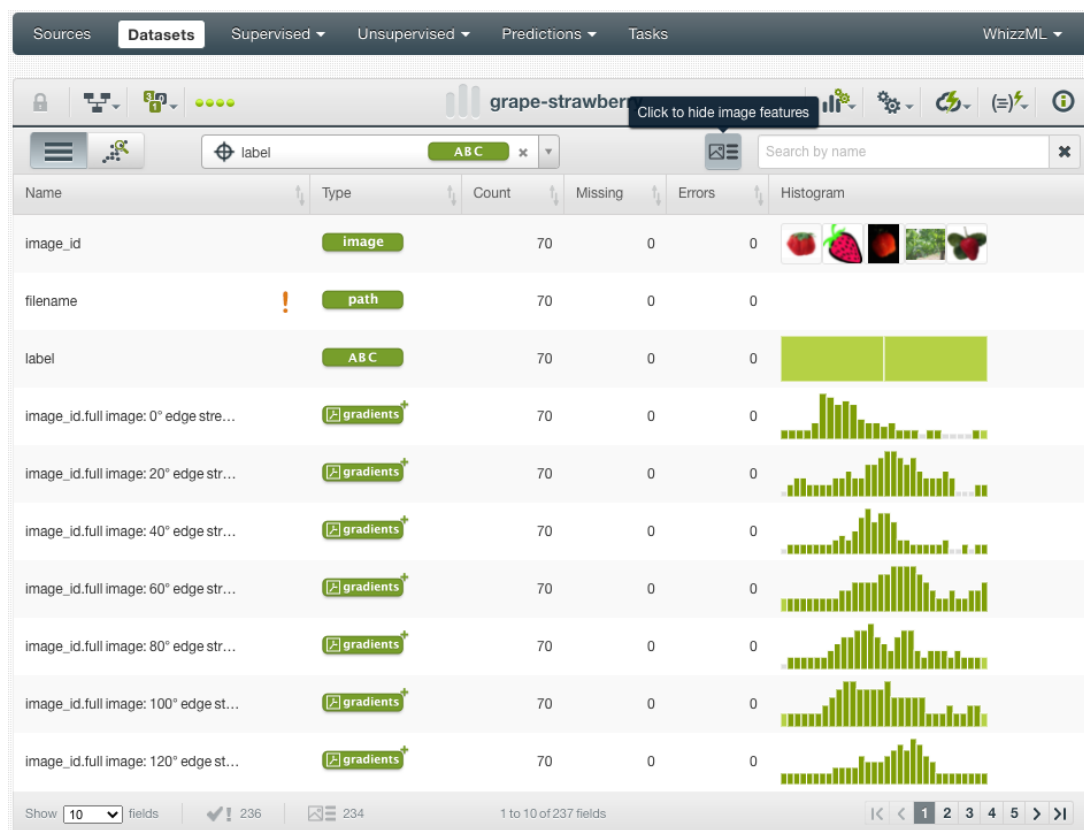 Sources Datasets Supervised Unsupervised Predictions Tasks WhizzML
grape-strawberry
Click to hide image features
label ABC Search by name
Name Type Count Missing Errors Histogram
image_id image 70 0 0
filename path 70 0 0
label ABC 70 0 0
image_id.full image: 0° edge stre... gradients 70 0 0
image_id.full image: 20° edge str... gradients 70 0 0
image_id.full image: 40° edge str... gradients 70 0 0
image_id.full image: 60° edge str... gradients 70 0 0
image_id.full image: 80° edge str... gradients 70 0 0
image_id.full image: 100° edge st... gradients 70 0 0
image_id.full image: 120° edge st... gradients 70 0 0
Show 10 fields 236 234 1 to 10 of 237 fields 1 2 3 4 5